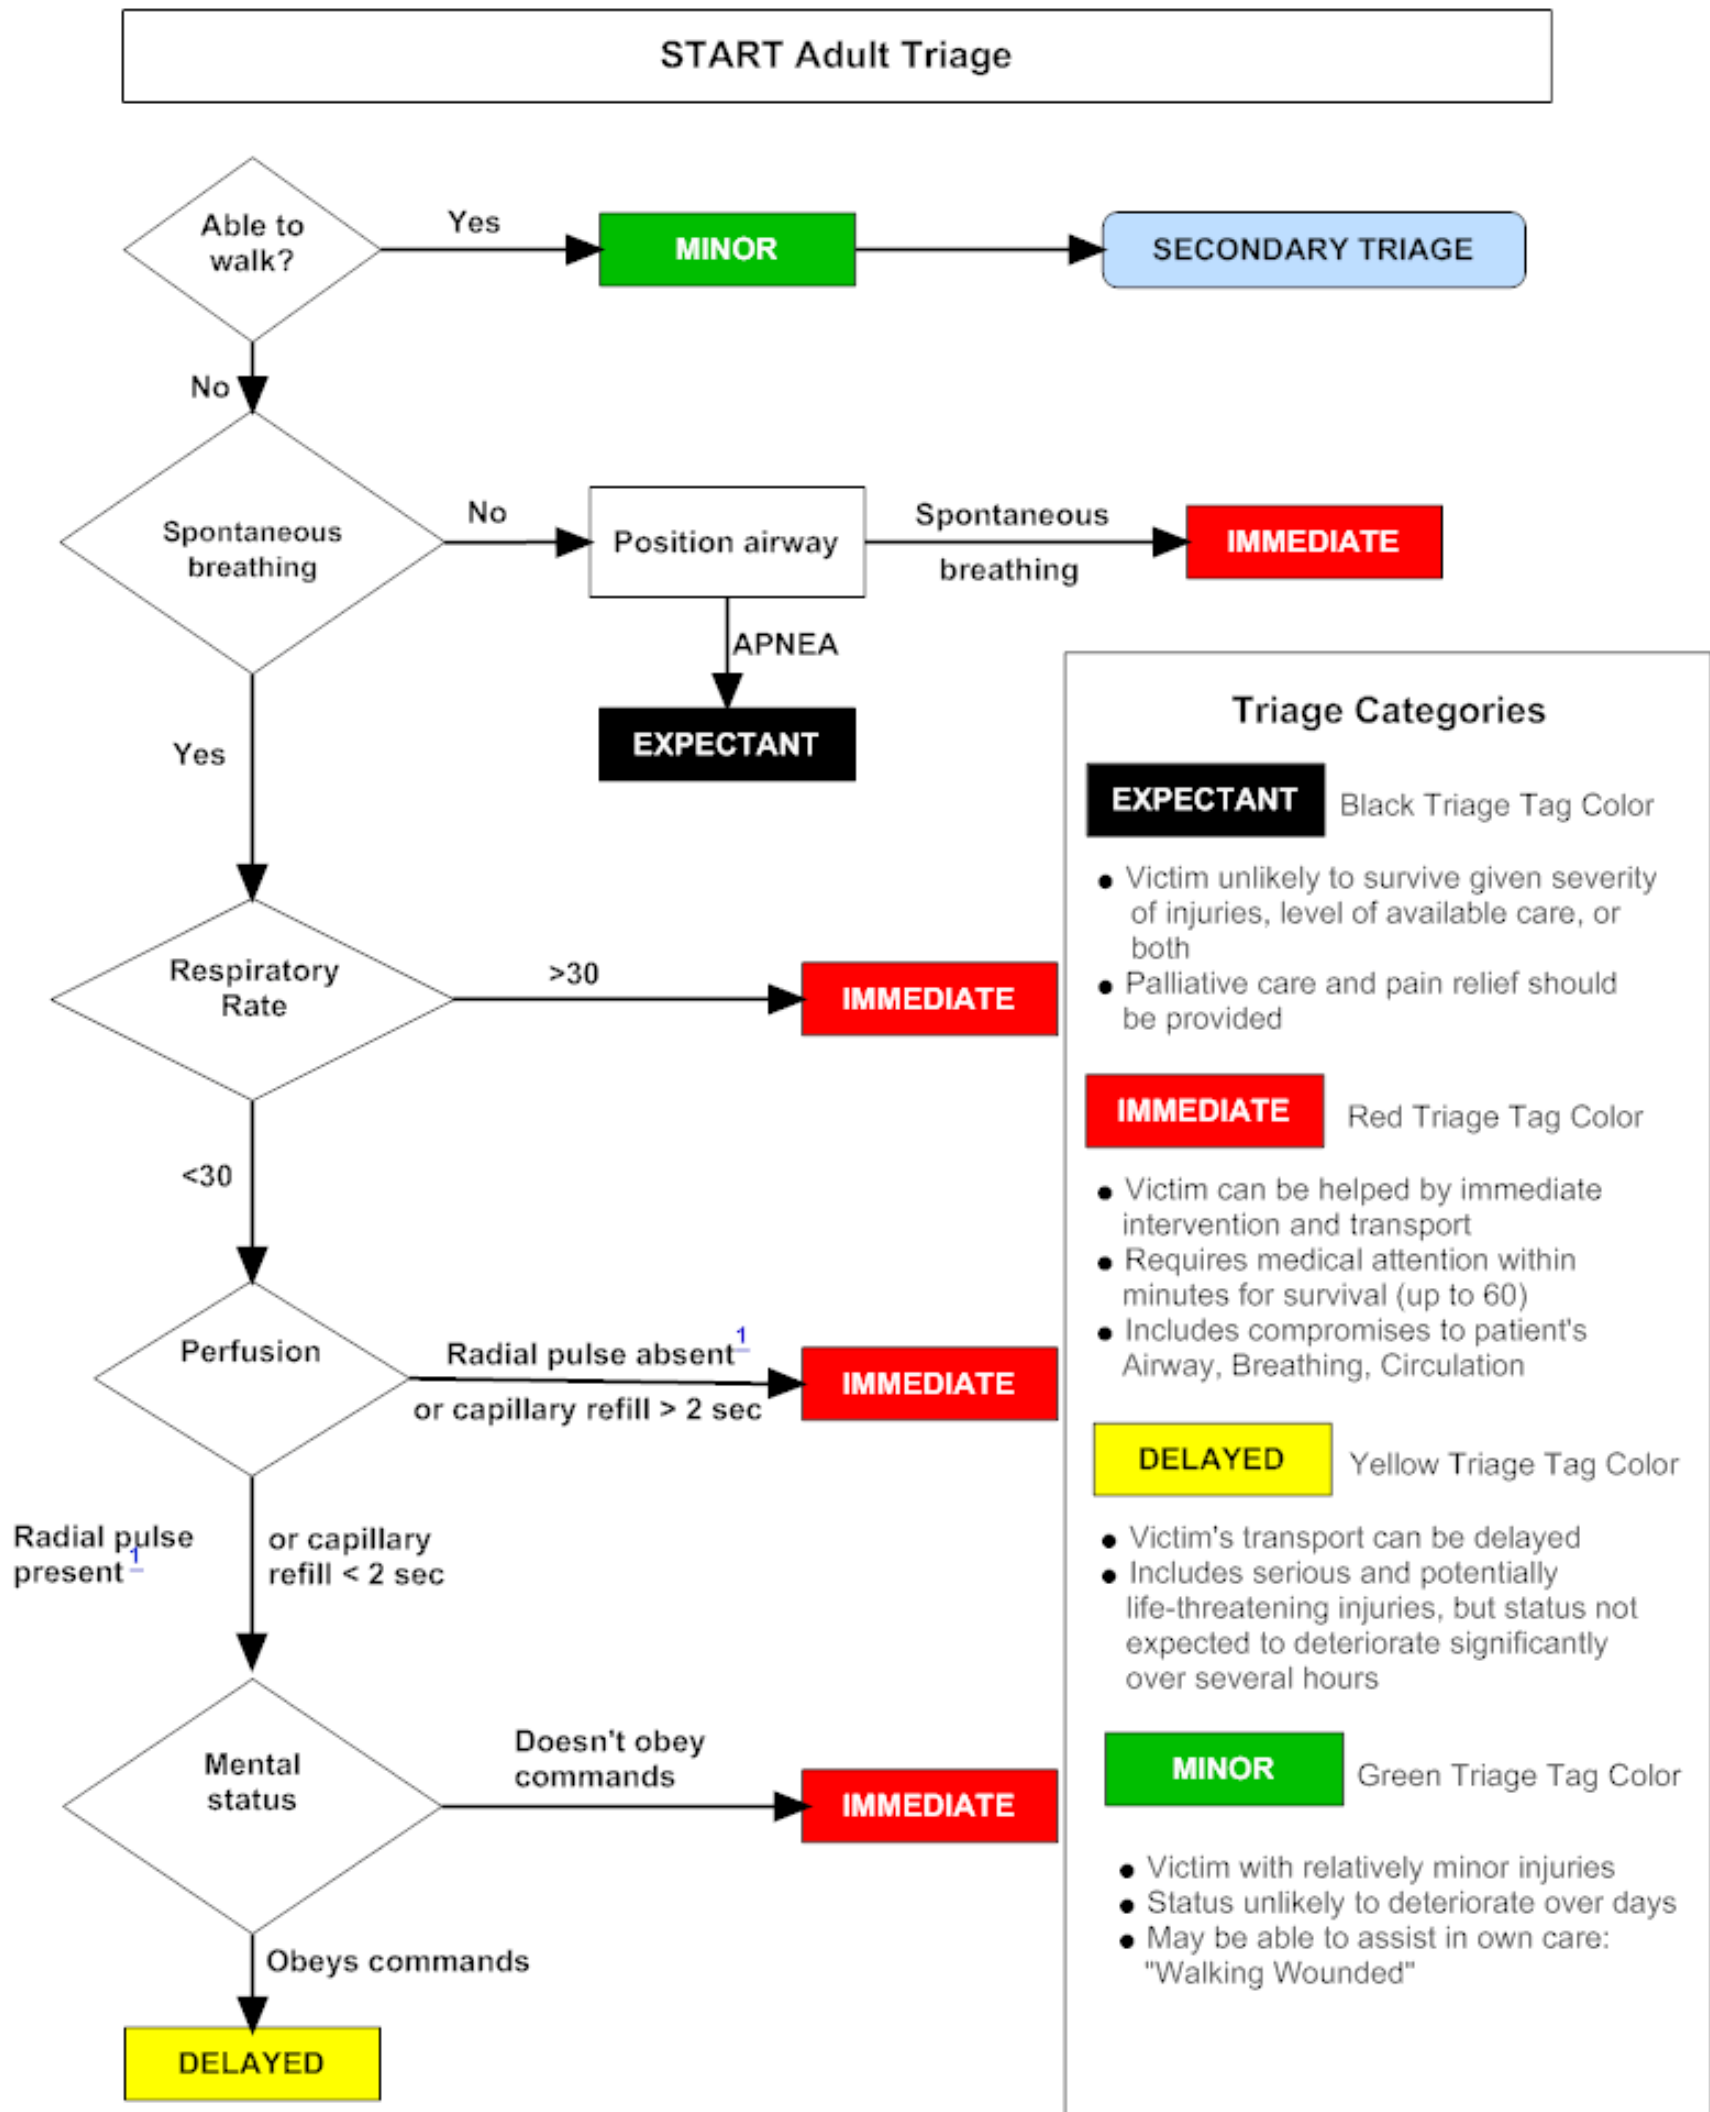 START Adult Triage
Able to
walk?
Yes
MINOR
SECONDARY TRIAGE
No
Spontaneous
breathing
No
Position airway
Spontaneous
breathing
IMMEDIATE
APNEA
EXPECTANT
Yes
Respiratory
Rate
>30
IMMEDIATE
<30
Perfusion
Radial pulse absent 1
or capillary refill > 2 sec
IMMEDIATE
Radial pulse
present 1
or capillary
refill < 2 sec
Mental
status
Doesn't obey
commands
IMMEDIATE
Obeys commands
DELAYED
Triage Categories
EXPECTANT Black Triage Tag Color
● Victim unlikely to survive given severity
of injuries, level of available care, or
both
● Palliative care and pain relief should
be provided
IMMEDIATE Red Triage Tag Color
● Victim can be helped by immediate
intervention and transport
● Requires medical attention within
minutes for survival (up to 60)
● Includes compromises to patient's
Airway, Breathing, Circulation
DELAYED Yellow Triage Tag Color
● Victim's transport can be delayed
● Includes serious and potentially
life-threatening injuries, but status not
expected to deteriorate significantly
over several hours
MINOR Green Triage Tag Color
● Victim with relatively minor injuries
● Status unlikely to deteriorate over days
● May be able to assist in own care:
"Walking Wounded"